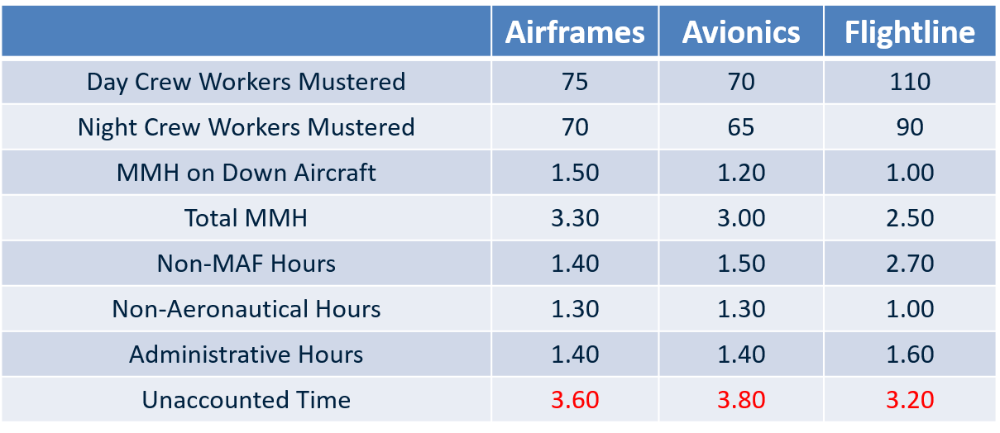 Airframes Avionics Flightline
Day Crew Workers Mustered 75 70 110
Night Crew Workers Mustered 70 65 90
MMH on Down Aircraft 1.50 1.20 1.00
Total MMH 3.30 3.00 2.50
Non-MAF Hours 1.40 1.50 2.70
Non-Aeronautical Hours 1.30 1.30 1.00
Administrative Hours 1.40 1.40 1.60
Unaccounted Time 3.60 3.80 3.20